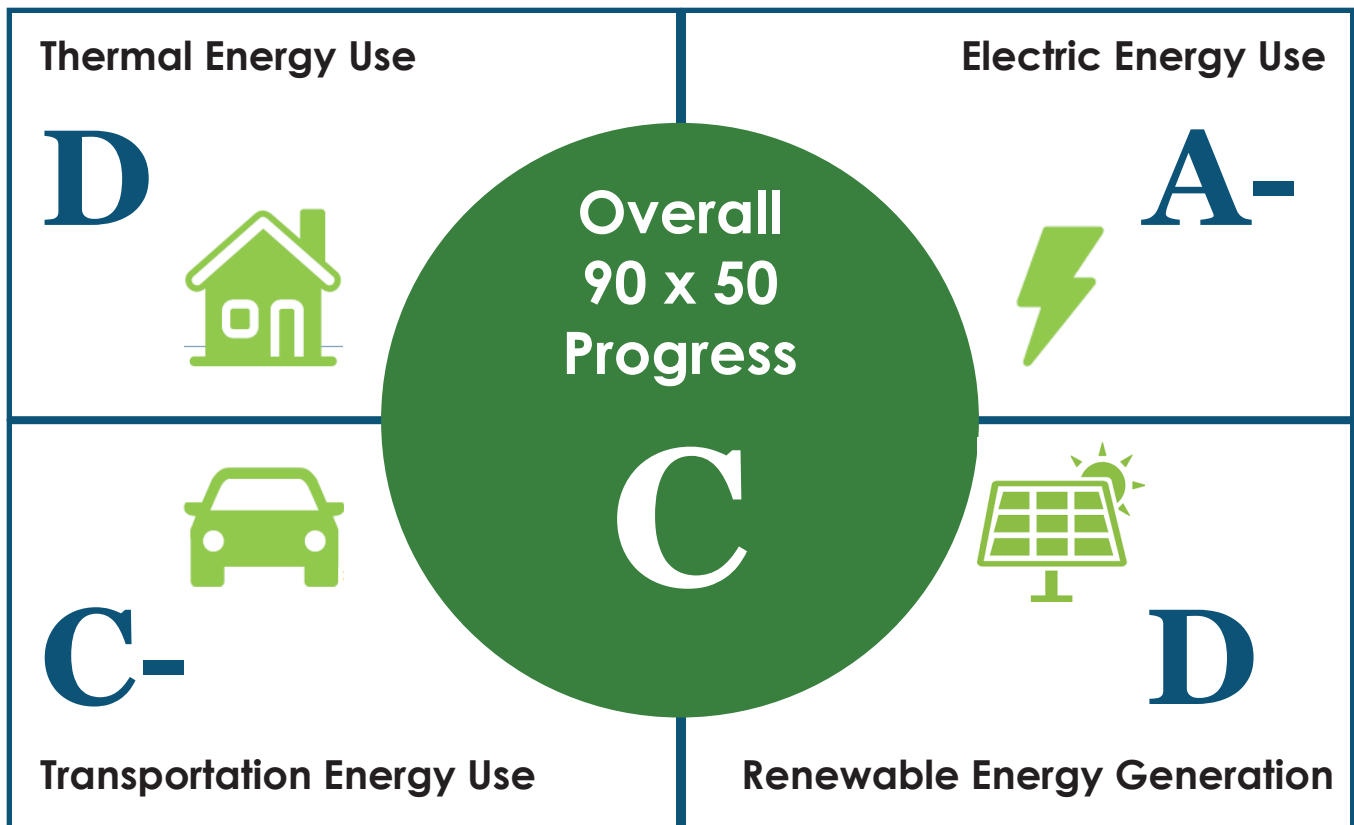 Thermal Energy Use
D
Electric Energy Use
A-
Overall
90 x 50
Progress
C
C-
Transportation Energy Use
D
Renewable Energy Generation